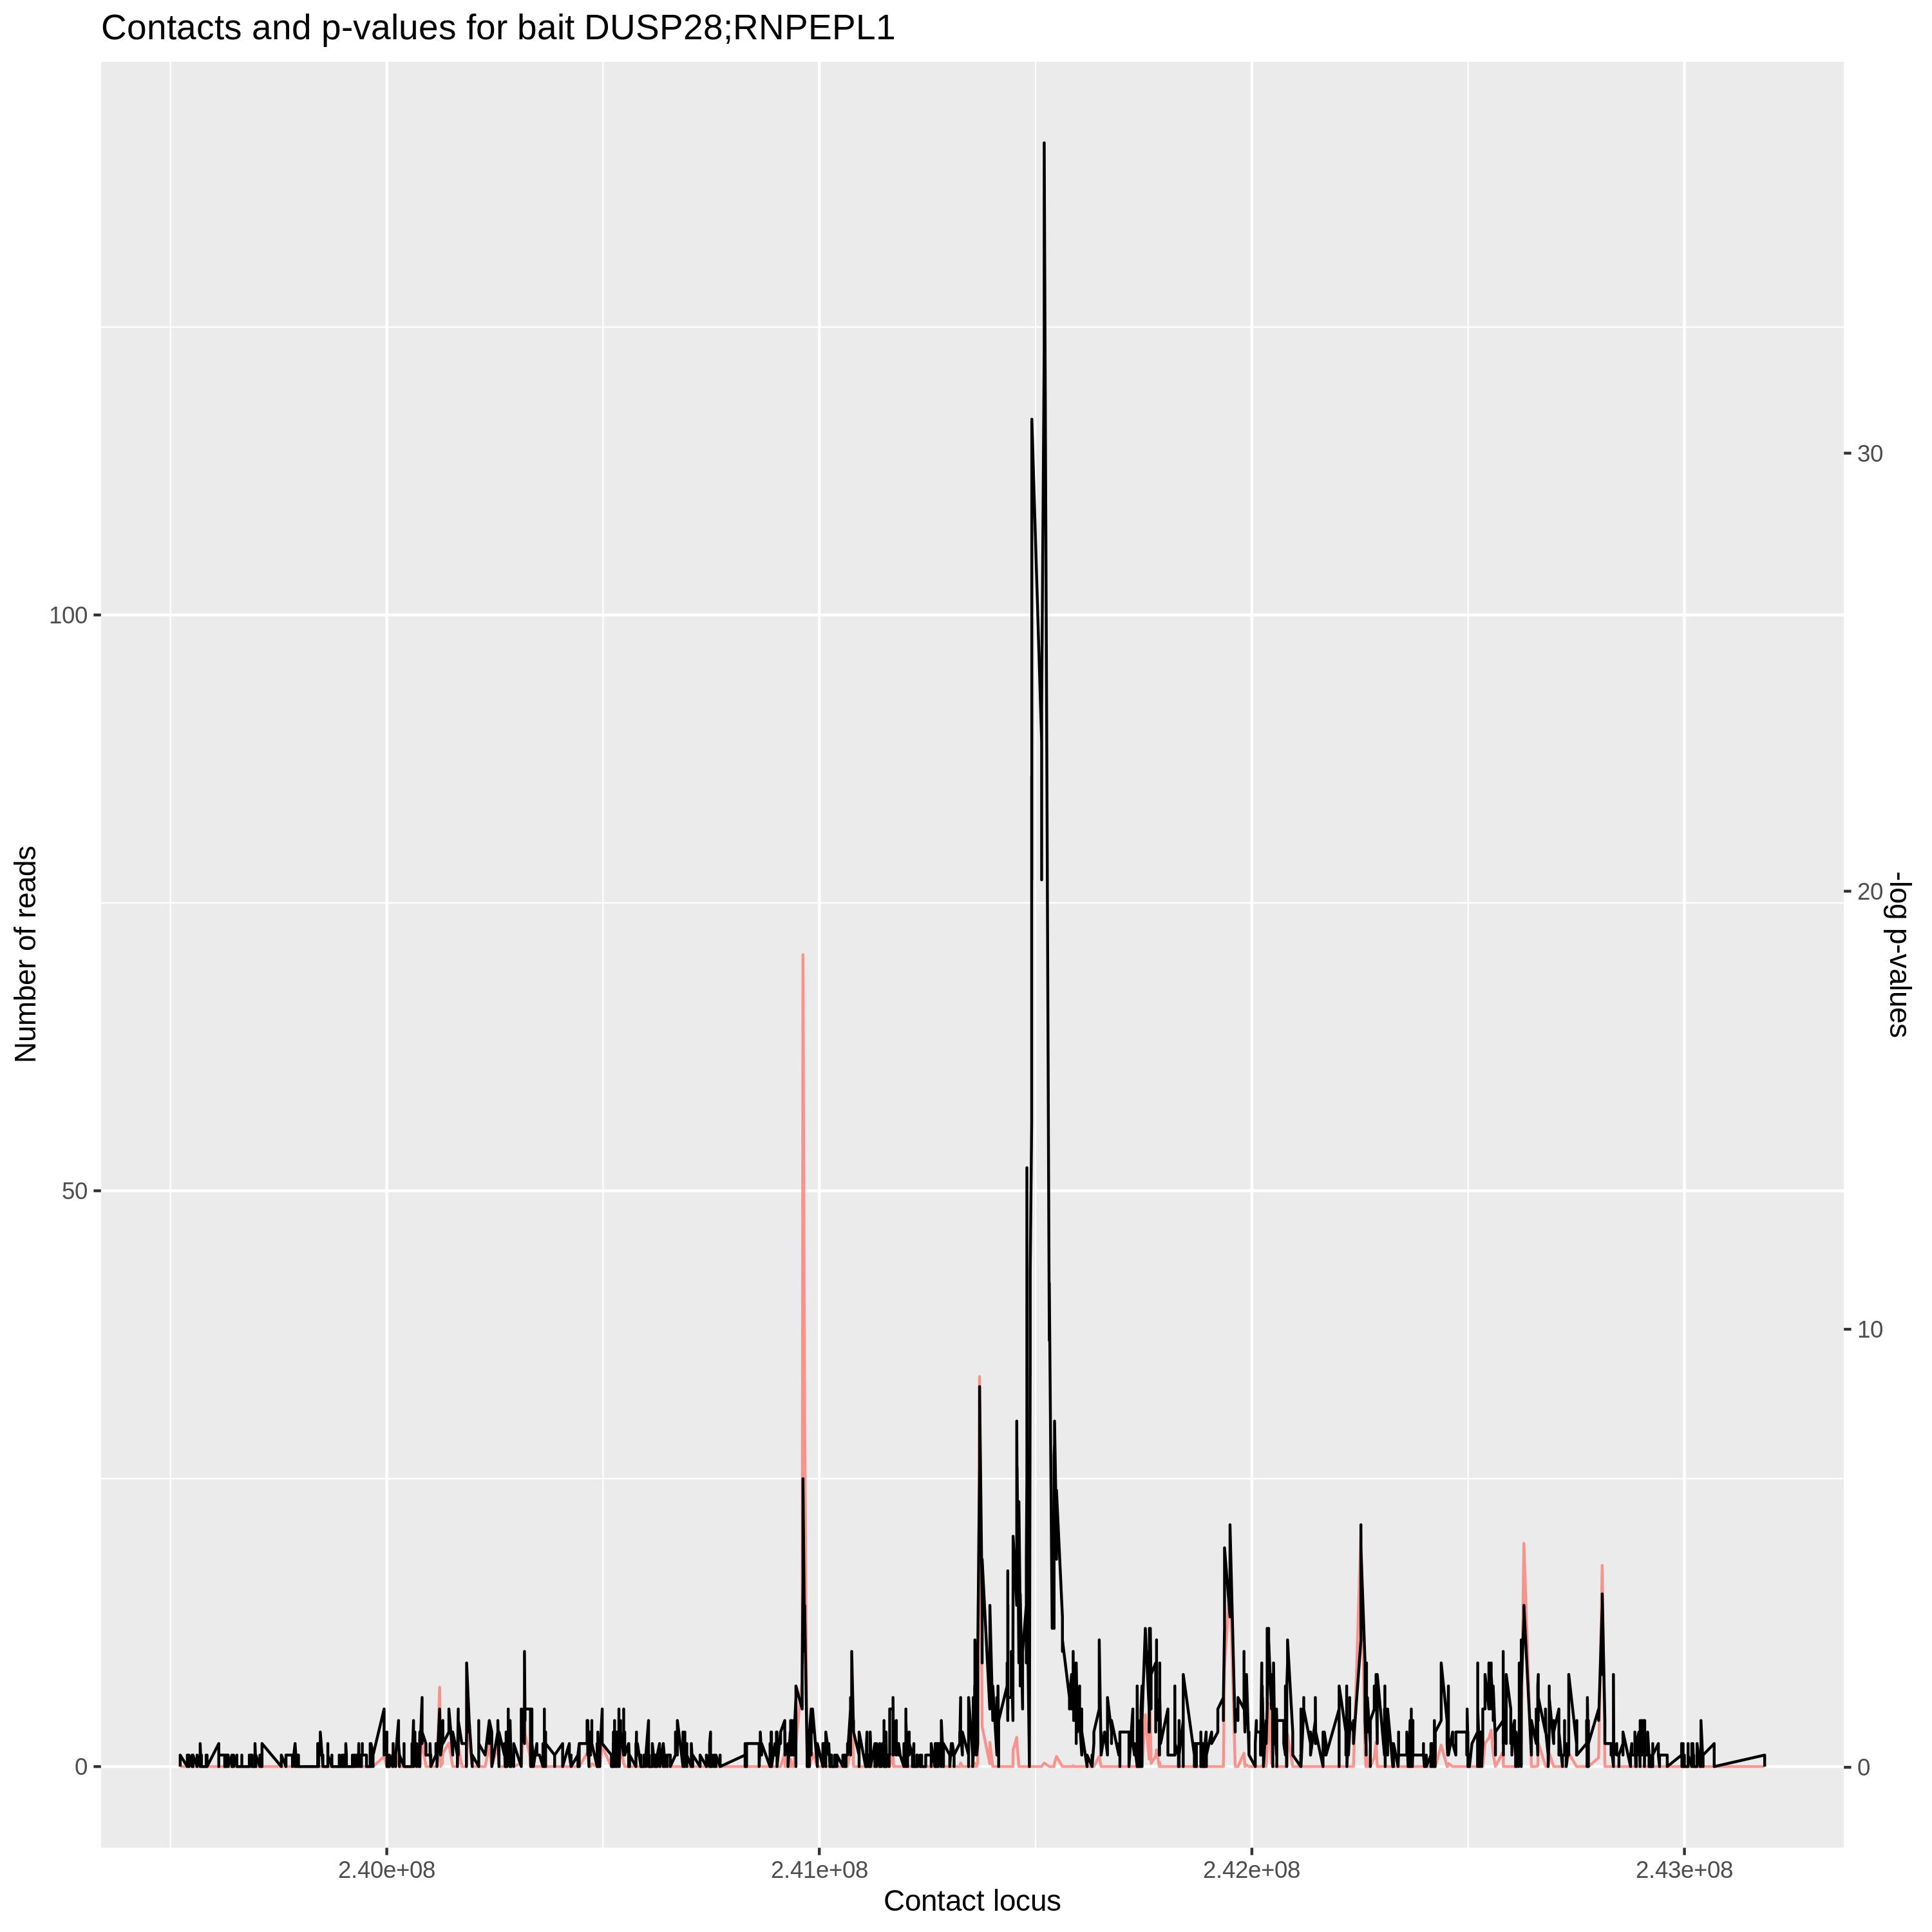 Contacts and p-values for bait DUSP28;RNPEPL1
Number of reads
100
50
0
30
20
10
0
-log p-values
2.40e+08
2.41e+08
2.42e+08
2.43e+08
Contact locus